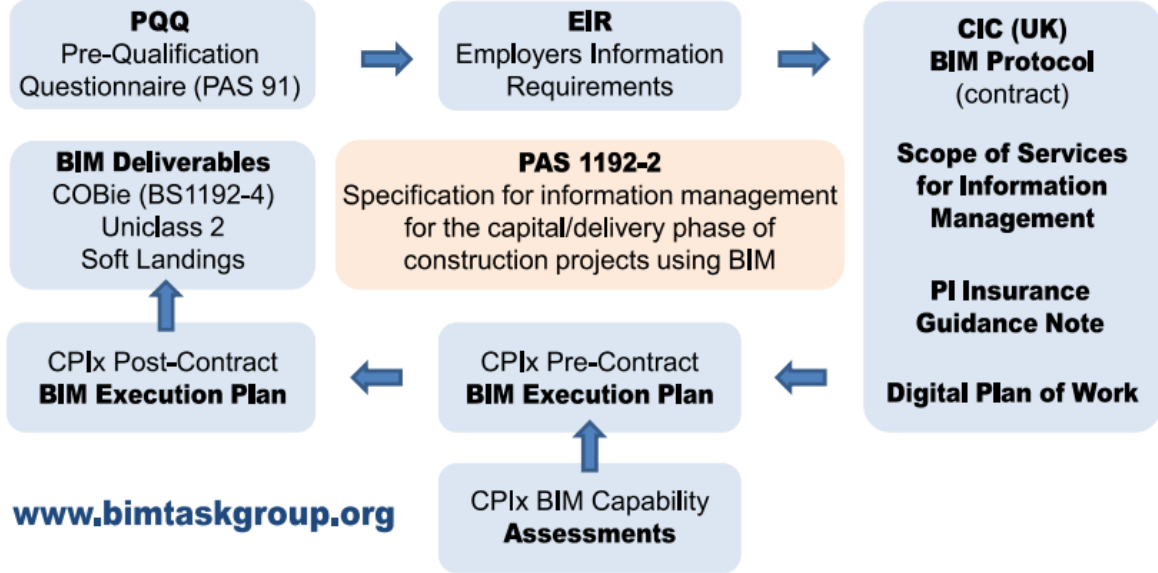 PQQ
Pre-Qualification
Questionnaire (PAS 91)
EIR
Employers Information
Requirements
CIC (UK)
BIM Protocol
(contract)
Scope of Services
for Information
Management
PI Insurance
Guidance Note
Digital Plan of Work
BIM Deliverables
COBie (BS1192-4)
Uniclass 2
Soft Landings
PAS 1192-2
Specification for information management
for the capital/delivery phase of
construction projects using BIM
CPIx Post-Contract
BIM Execution Plan
CPIx Pre-Contract
BIM Execution Plan
CPIx BIM Capability
Assessments
www.bimtaskgroup.org